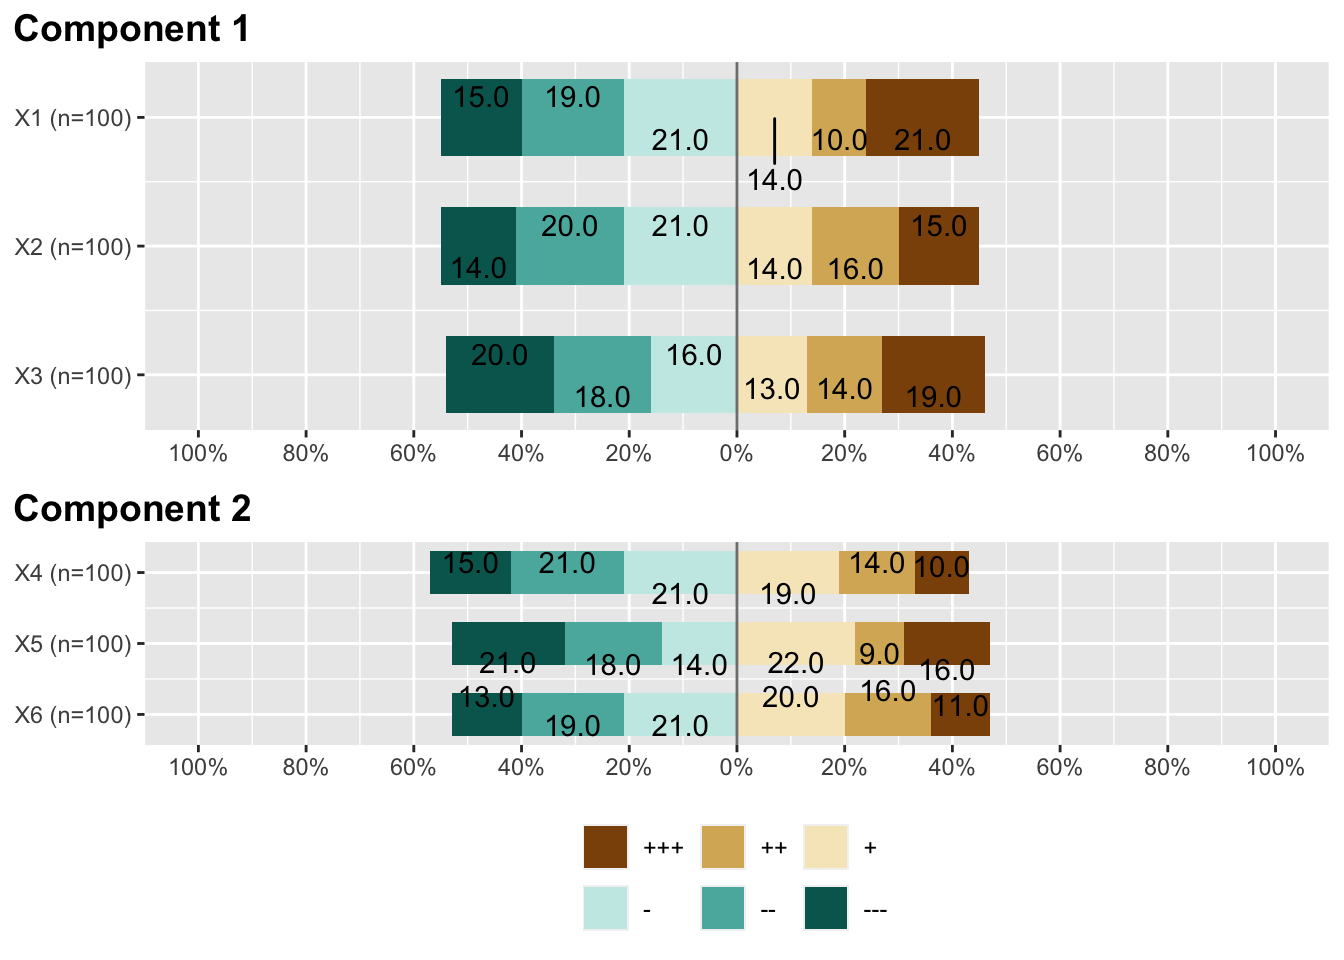 Component 1
X1 (n=100) 15.0 19.0 21.0 14.0 10.0 21.0
X2 (n=100) 14.0 20.0 21.0 14.0 16.0 15.0
X3 (n=100) 20.0 18.0 16.0 13.0 14.0 19.0
100% 80% 60% 40% 20% 0% 20% 40% 60% 80% 100%
Component 2
X4 (n=100) 15.0 21.0 21.0 19.0 14.0 10.0
X5 (n=100) 21.0 18.0 14.0 22.0 9.0 16.0
X6 (n=100) 13.0 19.0 21.0 20.0 16.0 11.0
100% 80% 60% 40% 20% 0% 20% 40% 60% 80% 100%
+++ ++ +
- -- ---